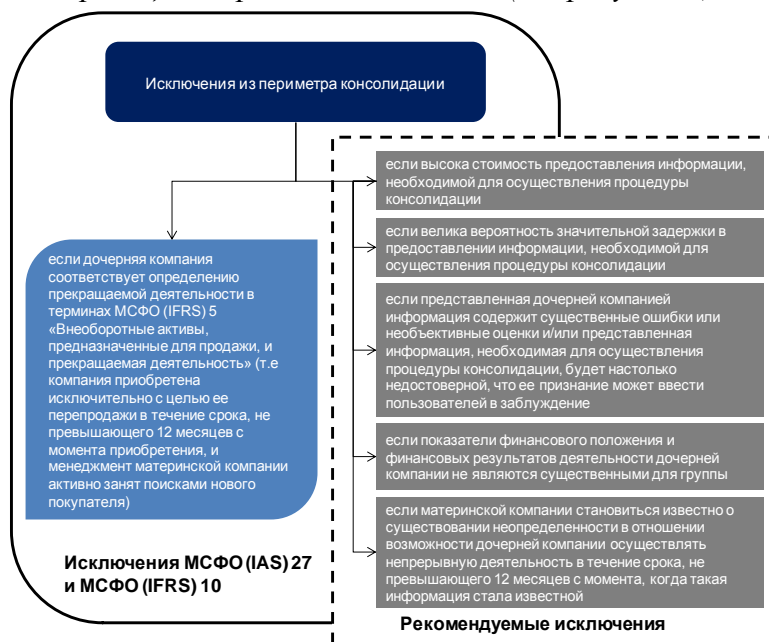 Исключения из периметра консолидации
если высока стоимость предоставления информации,
необходимой для осуществления процедуры
консолидации
если велика вероятность значительной задержки в
предоставлении информации, необходимой для
осуществления процедуры консолидации
если представленная дочерней компанией
информация содержит существенные ошибки или
необъективные оценки и/или представленная
информация, необходимая для осуществления
процедуры консолидации, будет настолько
недостоверной, что ее признание может ввести
пользователей в заблуждение
если показатели финансового положения и
финансовых результатов деятельности дочерней
компании не являются существенными для группы
если материнской компании становиться известно о
существовании неопределенности в отношении
возможности дочерней компании осуществлять
непрерывную деятельность в течение срока, не
превышающего 12 месяцев с момента, когда такая
информация стала известной
Рекомендуемые исключения
если дочерняя компания
соответствует определению
прекращаемой деятельности в
терминах МСФО (IFRS) 5
«Внеоборотные активы,
предназначенные для продажи, и
прекращаемая деятельность» (т.е
компания приобретена
исключительно с целью ее
перепродажи в течение срока, не
превышающего 12 месяцев с
момента приобретения, и
менеджмент материнской компании
активно занят поисками нового
покупателя)
Исключения МСФО (IAS) 27
и МСФО (IFRS) 10